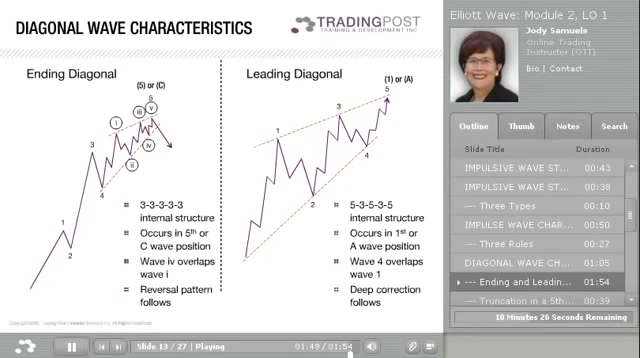 DIAGONAL WAVE CHARACTERISTICS
TRADINGPOST
TRAINING & DEVELOPMENT INC
Ending Diagonal
(5) or (C)
5
i
iii
v
3
iv
ii
4
1
2
3-3-3-3-3
internal structure
Occurs in 5th or
C wave position
Wave iv overlaps
wave i
Reversal pattern
follows
Leading Diagonal
(1) or (A)
5
3
1
4
2
5-3-5-3-5
internal structure
Occurs in 1st or
A wave position
Wave 4 overlaps
wave 1
Deep correction
follows
Slide 13 / 27 | Playing
01:49 / 01:54
Elliott Wave: Module 2, LO 1
Jody Samuels
Online Trading
Instructor (OTI)
Bio | Contact
Outline
Thumb
Notes
Search
Slide Title Duration
IMPULSIVE WAVE ST... 00:43
IMPULSIVE WAVE ST... 00:38
--- Three Types 00:10
IMPULSE WAVE CHAR... 00:50
--- Three Rules 00:27
DIAGONAL WAVE CH... 01:05
--- Ending and Leadin... 01:54
--- Truncation in a 5th... 00:39
10 Minutes 26 Seconds Remaining